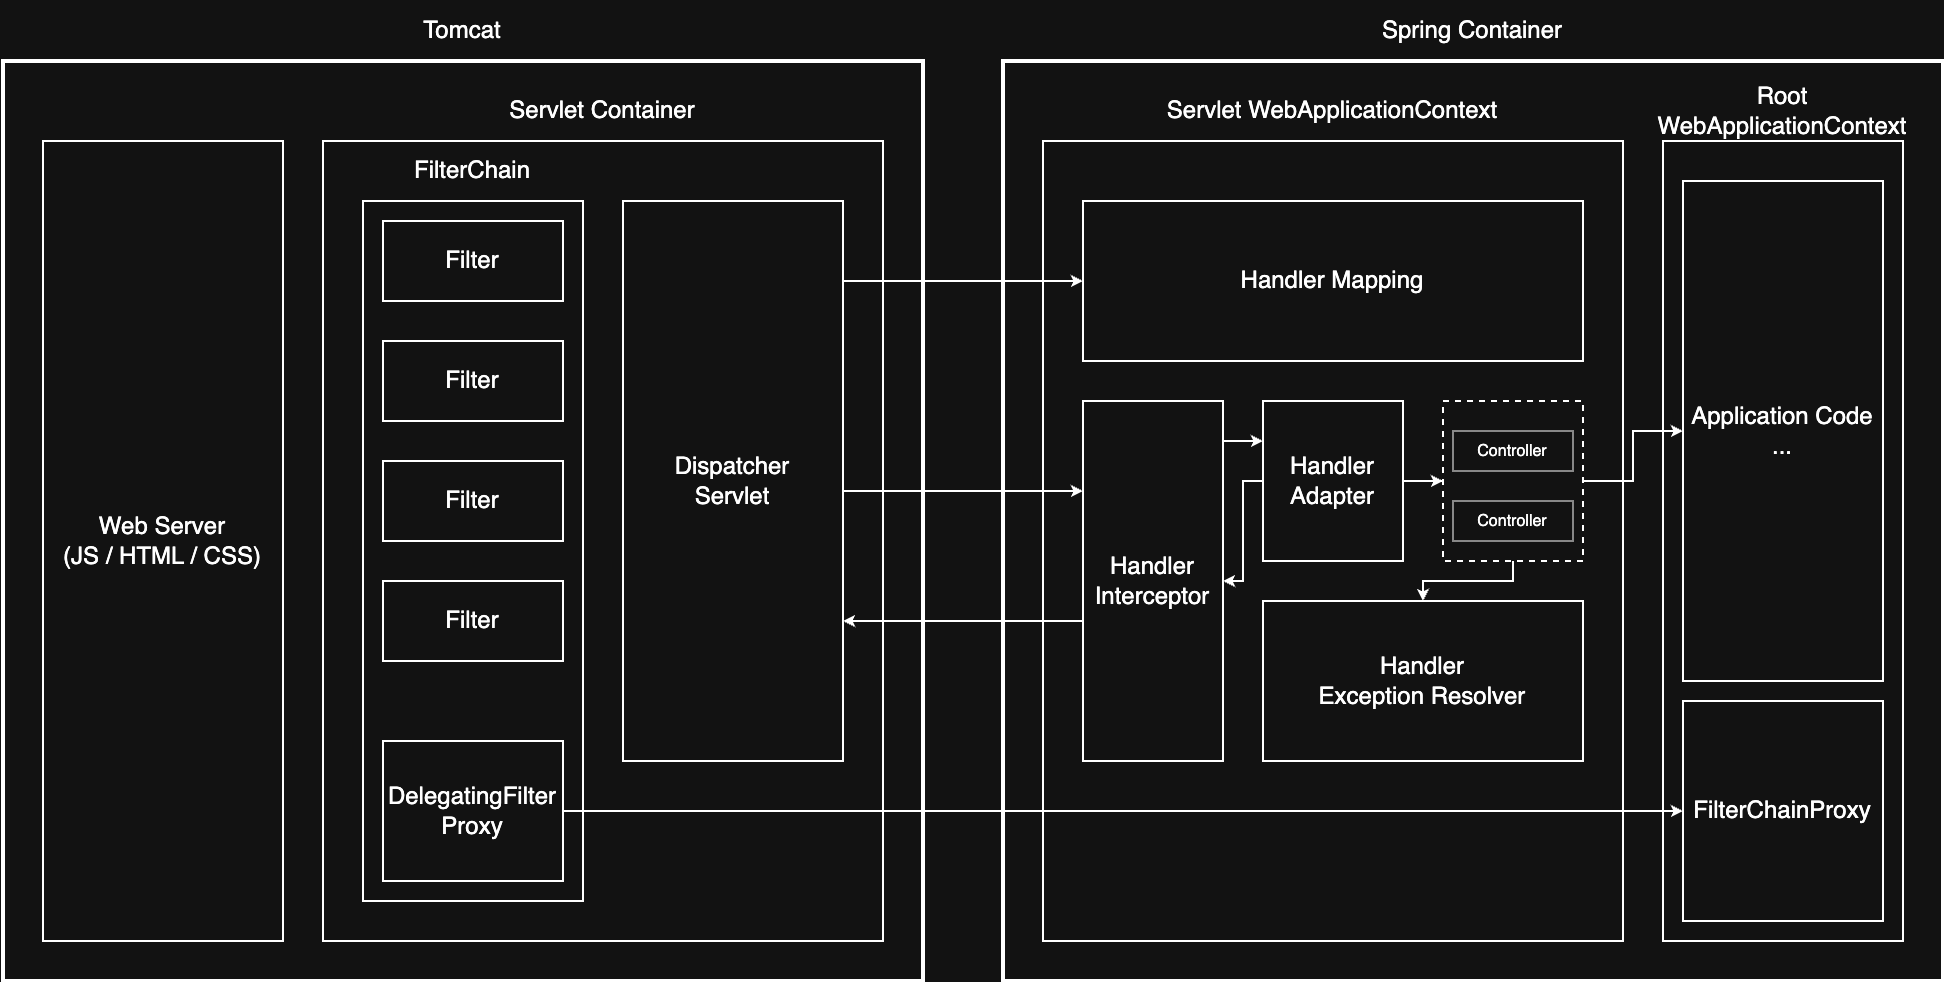 Tomcat
Spring Container
Servlet Container
Servlet WebApplicationContext
Root
WebApplicationContext
Web Server
(JS / HTML / CSS)
FilterChain
Filter
Filter
Filter
Filter
DelegatingFilter
Proxy
Dispatcher
Servlet
Handler Mapping
Handler
Interceptor
Handler
Adapter
Controller
Controller
Handler
Exception Resolver
Application Code
...
FilterChainProxy